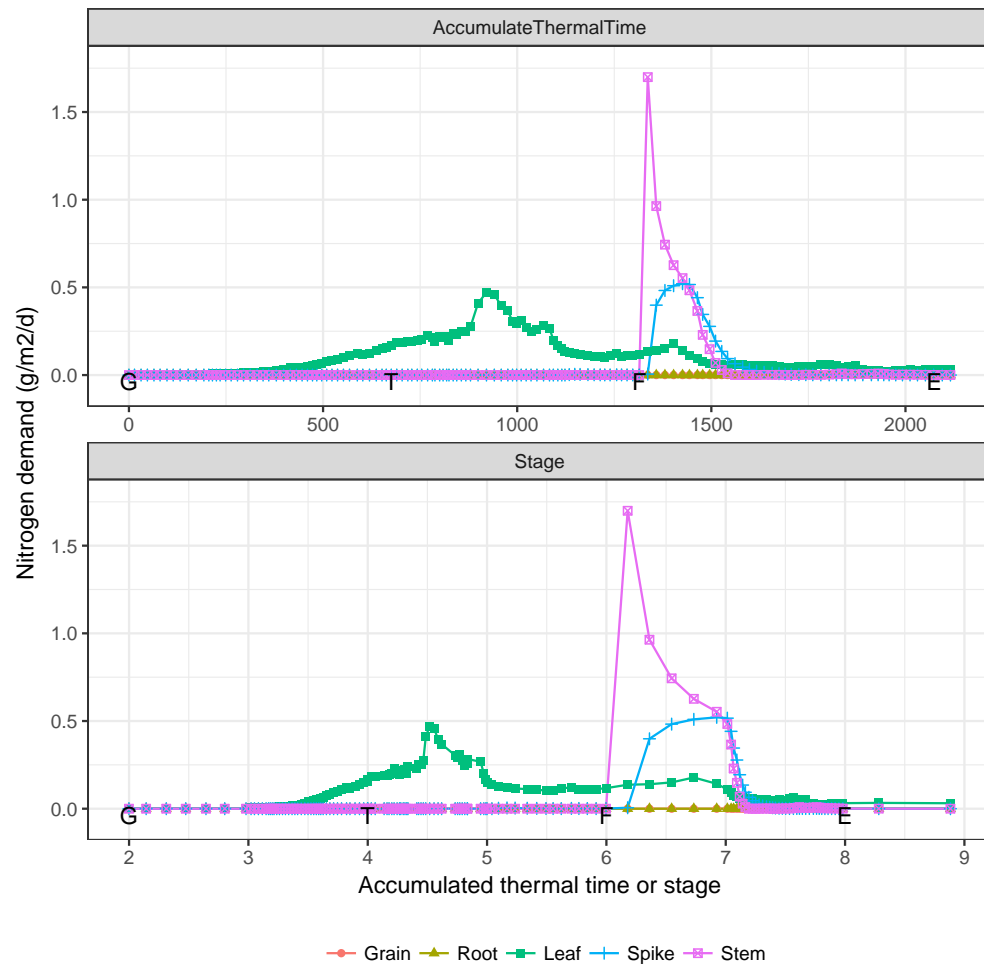 AccumulateThermalTime
1.5
1.0
0.5
0.0
G T F E
0 500 1000 1500 2000
Stage
1.5
1.0
0.5
0.0
G T F E
2 3 4 5 6 7 8 9
Nitrogen demand (g/m2/d)
Accumulated thermal time or stage
Grain Root Leaf Spike Stem